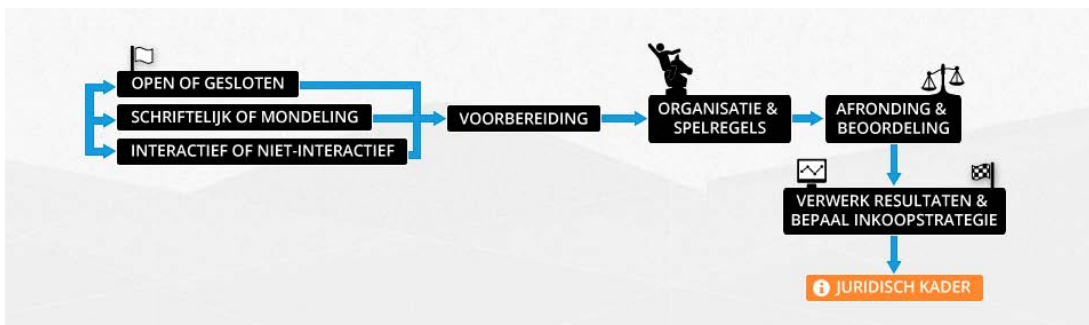 OPEN OF GESLOTEN
SCHRIFTELIJK OF MONDELING
INTERACTIEF OF NIET-INTERACTIEF
VOORBEREIDING
ORGANISATIE &
SPELREGELS
AFRONDING &
BEOORDELING
VERWERK RESULTATEN &
BEPAAL INKOOPSTRATEGIE
JURIDISCH KADER